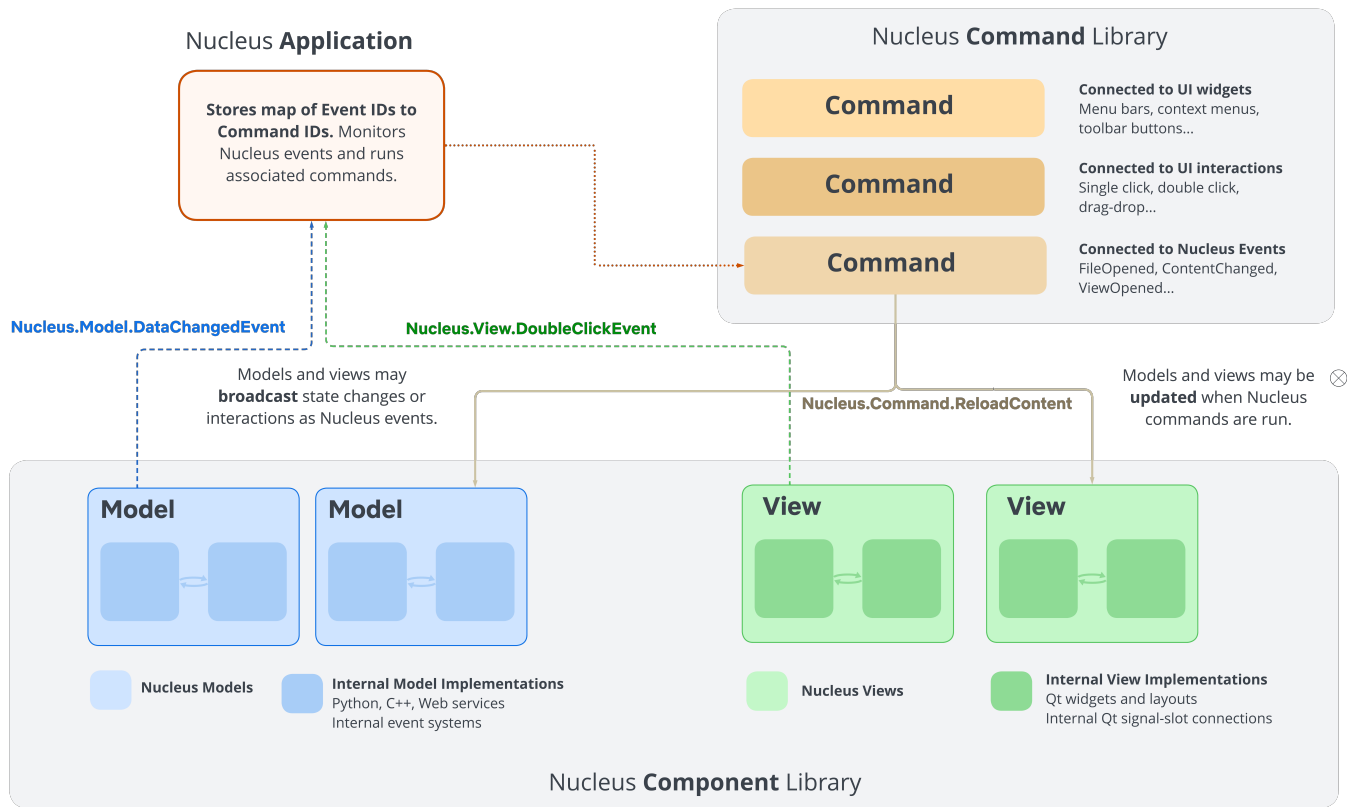 Nucleus Application
Stores map of Event IDs to
Command IDs. Monitors
Nucleus events and runs
associated commands.
Nucleus Command Library
Command
Connected to UI widgets
Menu bars, context menus,
toolbar buttons...
Command
Connected to UI interactions
Single click, double click,
drag-drop...
Command
Connected to Nucleus Events
FileOpened, ContentChanged,
ViewOpened...
Nucleus.Model.DataChangedEvent
Nucleus.View.DoubleClickEvent
Models and views may
broadcast state changes or
interactions as Nucleus events.
Nucleus.Command.ReloadContent
Models and views may be
updated when Nucleus
commands are run.
Model
Model
View
View
Nucleus Models
Internal Model Implementations
Python, C++, Web services
Internal event systems
Nucleus Views
Internal View Implementations
Qt widgets and layouts
Internal Qt signal-slot connections
Nucleus Component Library